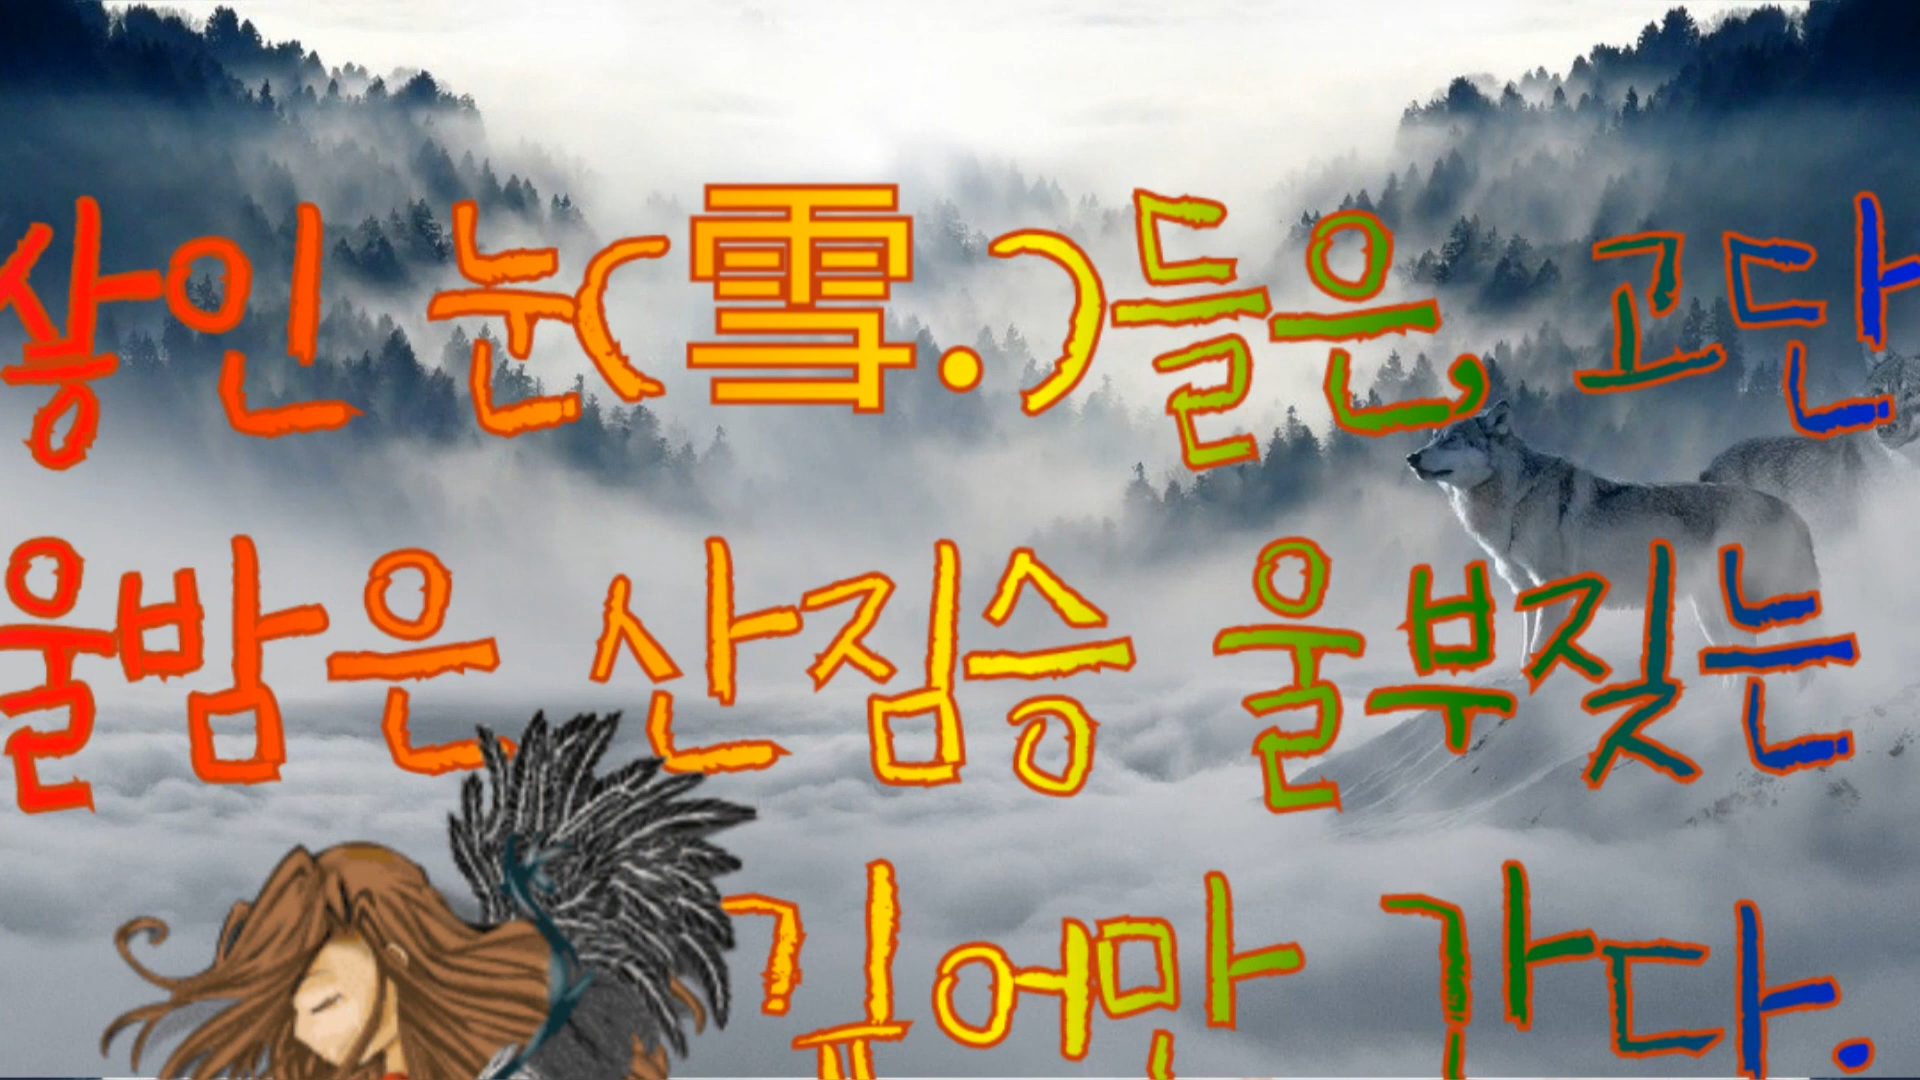 쌓인 눈(雪.)들은, 고단
울밤은 산짐승 울부짖는
깊어만 간다.